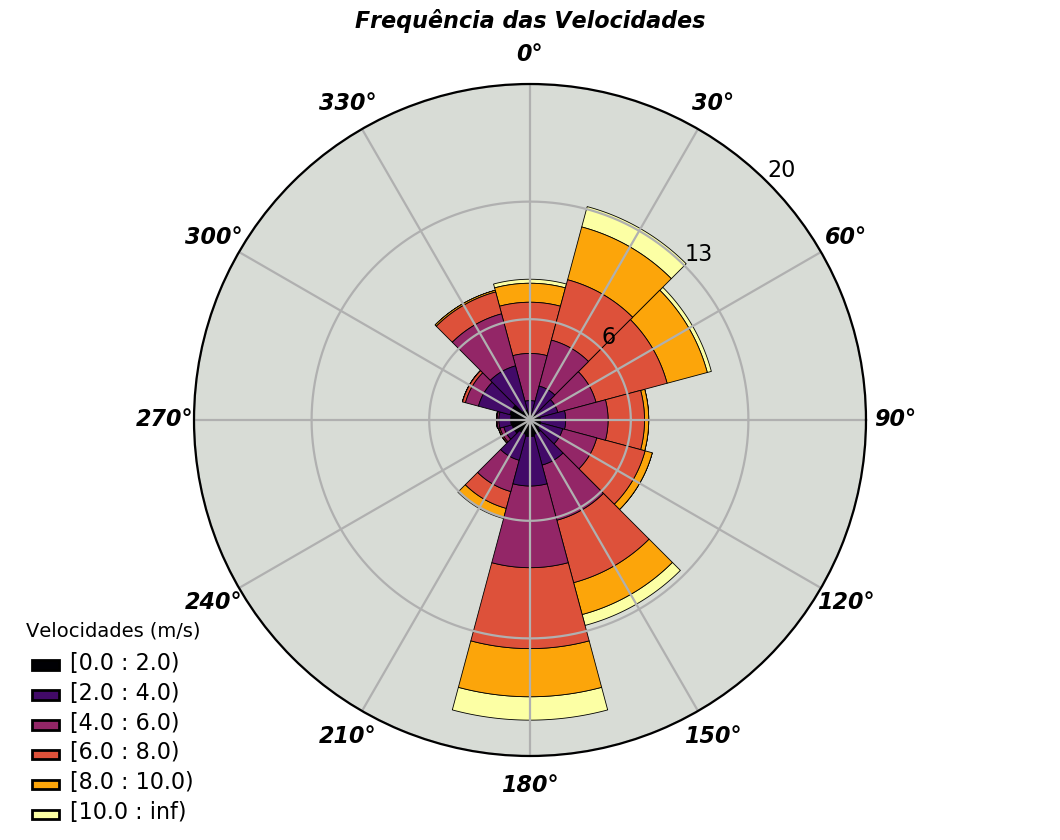 Frequência das Velocidades
0°
330°
30°
20
300°
60°
13
6
270°
90°
240°
120°
210°
150°
180°
Velocidades (m/s)
[0.0 : 2.0)
[2.0 : 4.0)
[4.0 : 6.0)
[6.0 : 8.0)
[8.0 : 10.0)
[10.0 : inf)